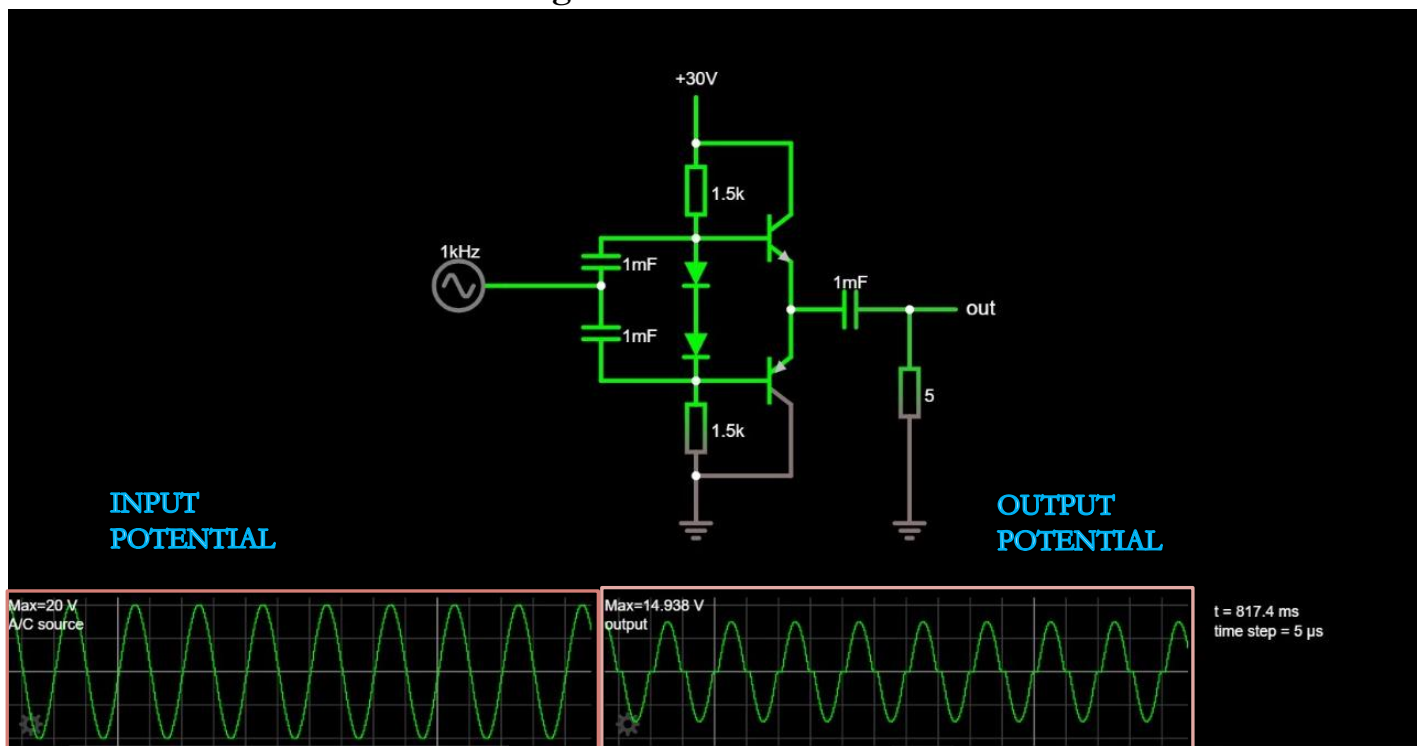 +30V
1.5k
1kHz
1mF
1mF
1mF
out
5
1.5k
INPUT
POTENTIAL
OUTPUT
POTENTIAL
Max=20 V
A/C source
Max=14.938 V
output
t = 817.4 ms
time step = 5 µs